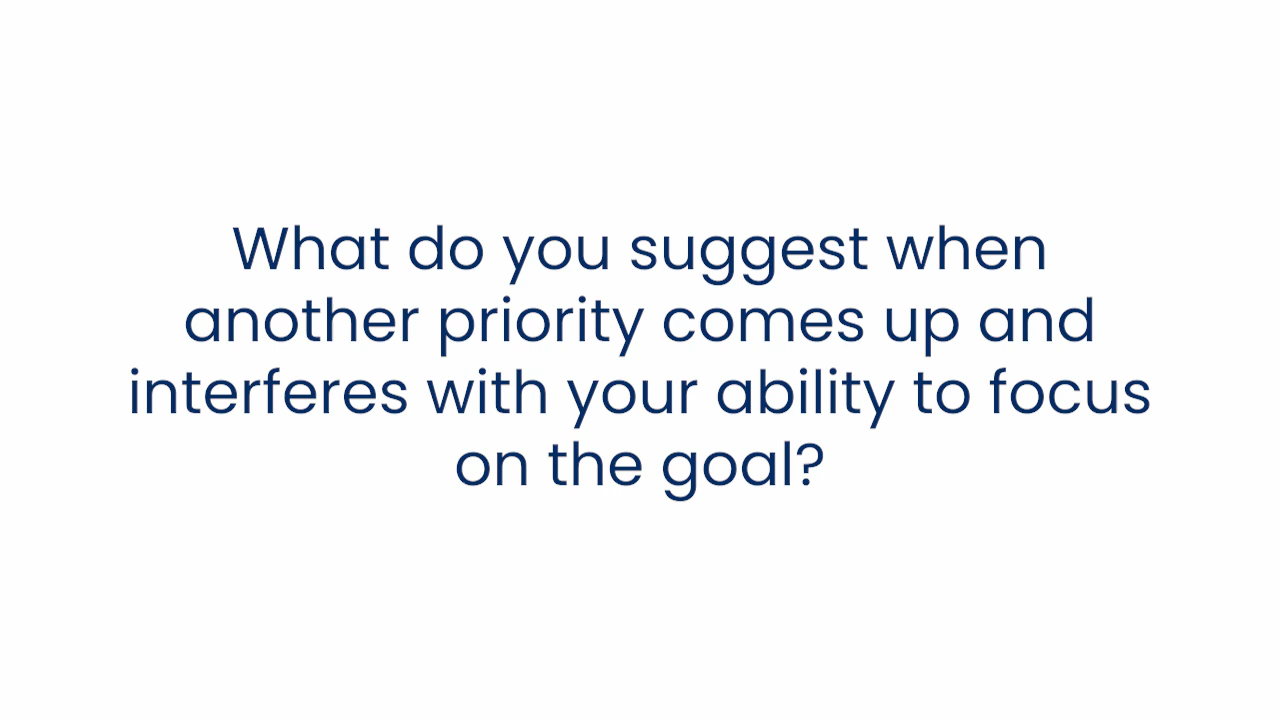 What do you suggest when
another priority comes up and
interferes with your ability to focus
on the goal?